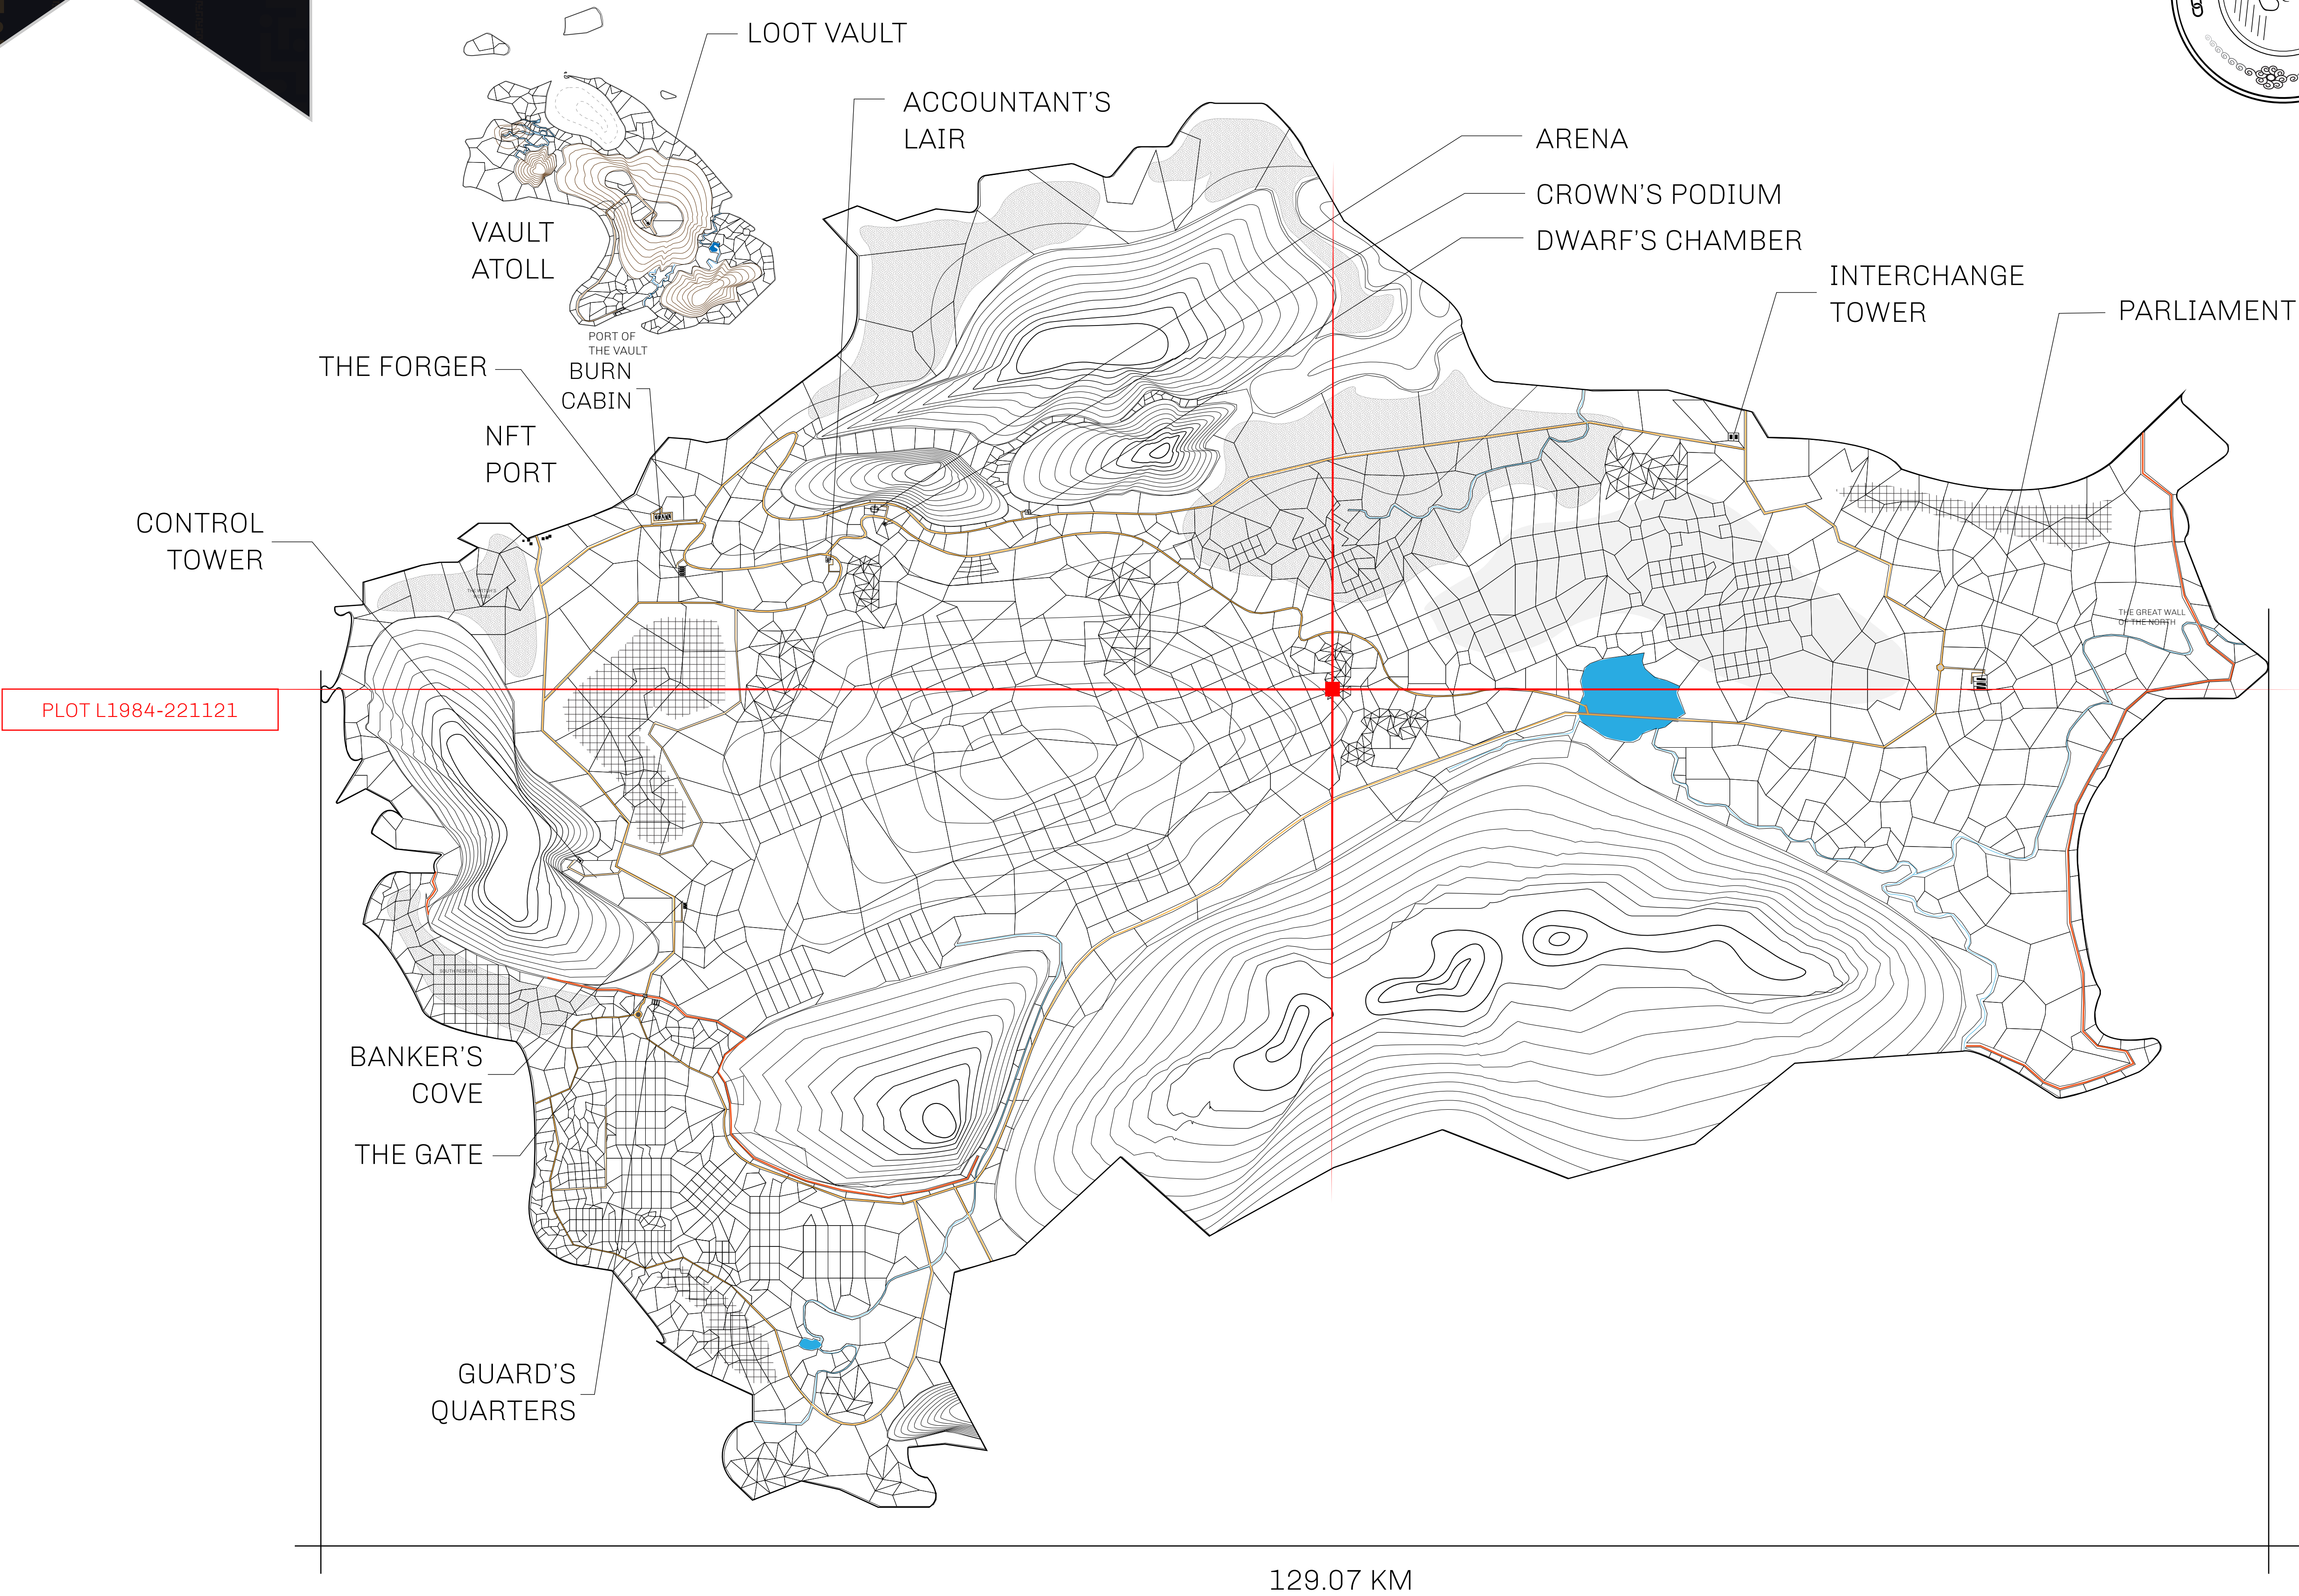 LOOT VAULT
ACCOUNTANT'S
LAIR
ARENA
CROWN'S PODIUM
DWARF'S CHAMBER
INTERCHANGE
TOWER
PARLIAMENT
VAULT
ATOLL
PORT OF
THE VAULT
THE FORGER
BURN
CABIN
NFT
PORT
CONTROL
TOWER
THE GREAT WALL
OF THE NORTH
PLOT L1984-221121
SOUTH RESERVE
BANKER'S
COVE
THE GATE
GUARD'S
QUARTERS
129.07 KM